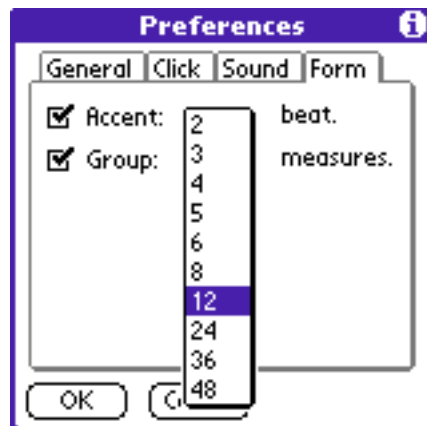 Preferences
General Click Sound Form
Accent: beat.
Group: measures.
2
3
4
5
6
8
12
24
36
48
OK